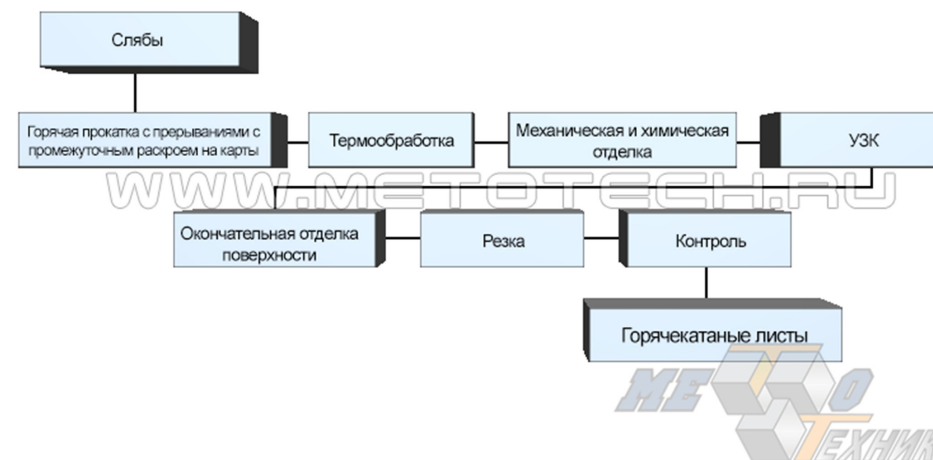 Слябы
Горячая прокатка с прерываниями с
промежуточным раскроем на карты
Термообработка
Механическая и химическая
отделка
УЗК
WWW.METOTECH.RU
Окончательная отделка
поверхности
Резка
Контроль
Горячекатаные листы
МЕТО
ТЕХНИК